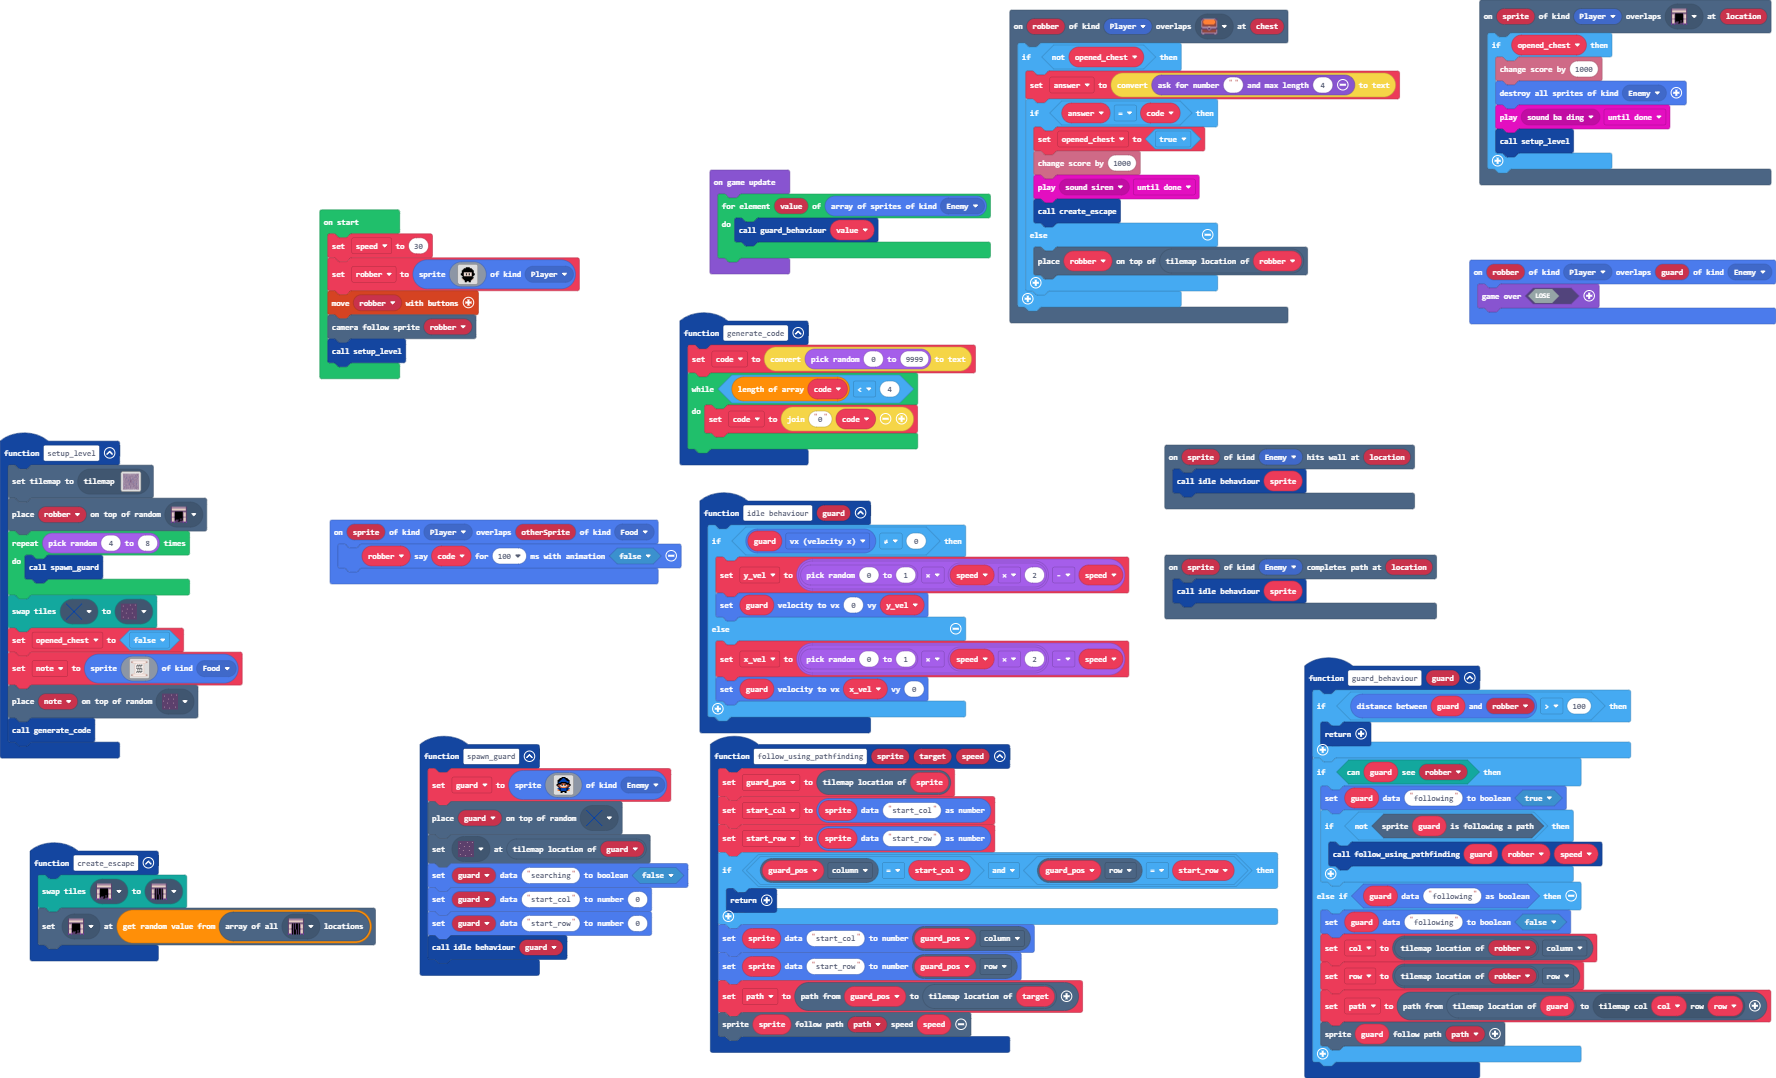 on start
set speed to 30
set robber to sprite of kind Player
move robber with buttons
camera follow sprite robber
call setup_level
function setup_level
set tilemap to tilemap
place robber on top of random
repeat pick random 4 to 8 times
do
call spawn_guard
swap tiles to
set opened_chest to false
set note to sprite of kind Food
place note on top of random
call generate_code
function create_escape
swap tiles to
set at get random value from array of all locations
on sprite of kind Player overlaps otherSprite of kind Food
robber say code for 100 ms with animation false
function spawn_guard
set guard to sprite of kind Enemy
place guard on top of random
set at tilemap location of guard
set guard data "searching" to boolean false
set guard data "start_col" to number 0
set guard data "start_row" to number 0
call idle behaviour guard
on game update
for element value of array of sprites of kind Enemy
do
call guard_behaviour value
function generate_code
set code to convert pick random 0 to 9999 to text
while length of array code < 4
do
set code to join "0" code
function idle behaviour guard
if guard vx (velocity x) ≠ 0 then
set y_vel to pick random 0 to 1 × speed × 2 - speed
set guard velocity to vx 0 vy y_vel
else
set x_vel to pick random 0 to 1 × speed × 2 - speed
set guard velocity to vx x_vel vy 0
function follow_using_pathfinding sprite target speed
set guard_pos to tilemap location of sprite
set start_col to sprite data "start_col" as number
set start_row to sprite data "start_row" as number
if guard_pos column = start_col and guard_pos row = start_row then
return
set sprite data "start_col" to number guard_pos column
set sprite data "start_row" to number guard_pos row
set path to path from guard_pos to tilemap location of target
sprite sprite follow path path speed speed
on robber of kind Player overlaps at chest
if not opened_chest then
set answer to convert ask for number "" and max length 4 to text
if answer = code then
set opened_chest to true
change score by 1000
play sound siren until done
call create_escape
else
place robber on top of tilemap location of robber
on sprite of kind Player overlaps at location
if opened_chest then
change score by 1000
destroy all sprites of kind Enemy
play sound ba ding until done
call setup_level
on robber of kind Player overlaps guard of kind Enemy
game over LOSE
on sprite of kind Enemy hits wall at location
call idle behaviour sprite
on sprite of kind Enemy completes path at location
call idle behaviour sprite
function guard_behaviour guard
if distance between guard and robber > 100 then
return
if can guard see robber then
set guard data "following" to boolean true
if not sprite guard is following a path then
call follow_using_pathfinding guard robber speed
else if guard data "following" as boolean then
set guard data "following" to boolean false
set col to tilemap location of robber column
set row to tilemap location of robber row
set path to path from tilemap location of guard to tilemap col col row row
sprite guard follow path path